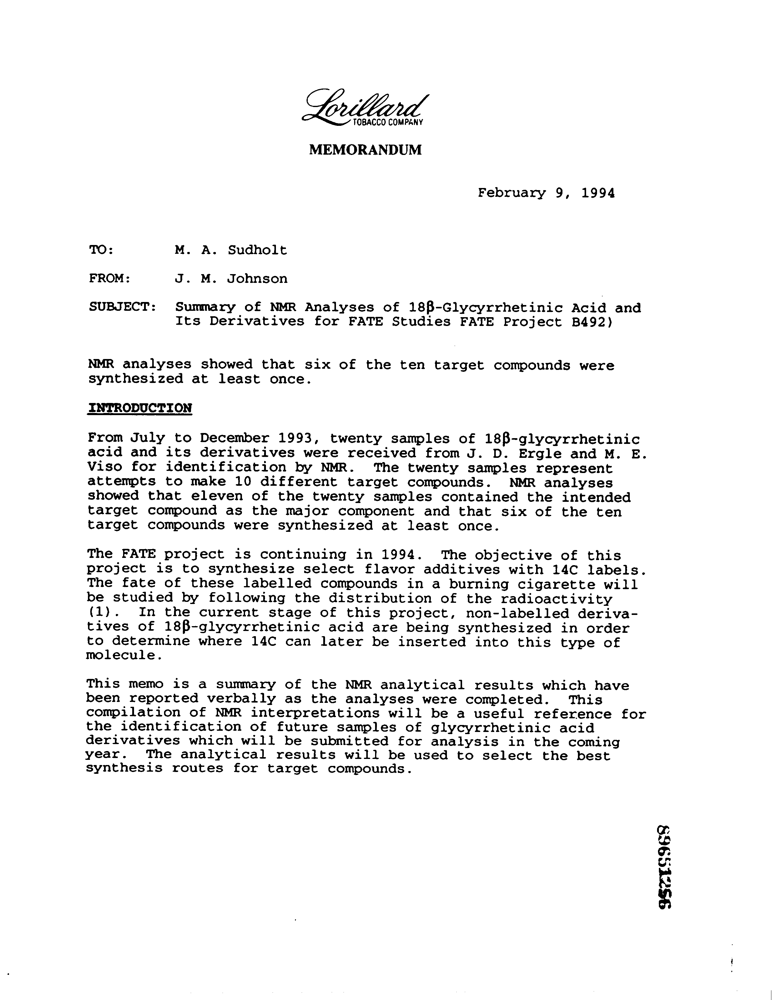 Lorillard
TOBACCO COMPANY
MEMORANDUM
February 9, 1994
TO: M. A. Sudholt
FROM: J. M. Johnson
SUBJECT: Summary of NMR Analyses of 18β-Glycyrrhetinic Acid and
Its Derivatives for FATE Studies FATE Project B492)
NMR analyses showed that six of the ten target compounds were
synthesized at least once.
INTRODUCTION
From July to December 1993, twenty samples of 18β-glycyrrhetinic
acid and its derivatives were received from J. D. Ergle and M. E.
Viso for identification by NMR. The twenty samples represent
attempts to make 10 different target compounds. NMR analyses
showed that eleven of the twenty samples contained the intended
target compound as the major component and that six of the ten
target compounds were synthesized at least once.
The FATE project is continuing in 1994. The objective of this
project is to synthesize select flavor additives with 14C labels.
The fate of these labelled compounds in a burning cigarette will
be studied by following the distribution of the radioactivity
(1). In the current stage of this project, non-labelled deriva-
tives of 18β-glycyrrhetinic acid are being synthesized in order
to determine where 14C can later be inserted into this type of
molecule.
This memo is a summary of the NMR analytical results which have
been reported verbally as the analyses were completed. This
compilation of NMR interpretations will be a useful reference for
the identification of future samples of glycyrrhetinic acid
derivatives which will be submitted for analysis in the coming
year. The analytical results will be used to select the best
synthesis routes for target compounds.
89651256